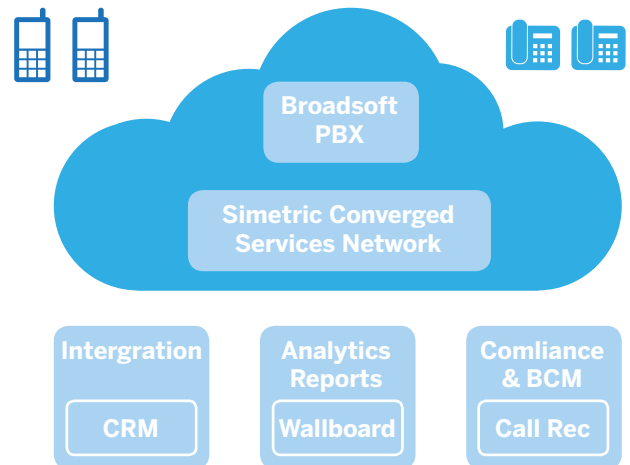 Broadsoft
PBX
Simetric Converged
Services Network
Intergration
CRM
Analytics
Reports
Wallboard
Comliance
& BCM
Call Rec